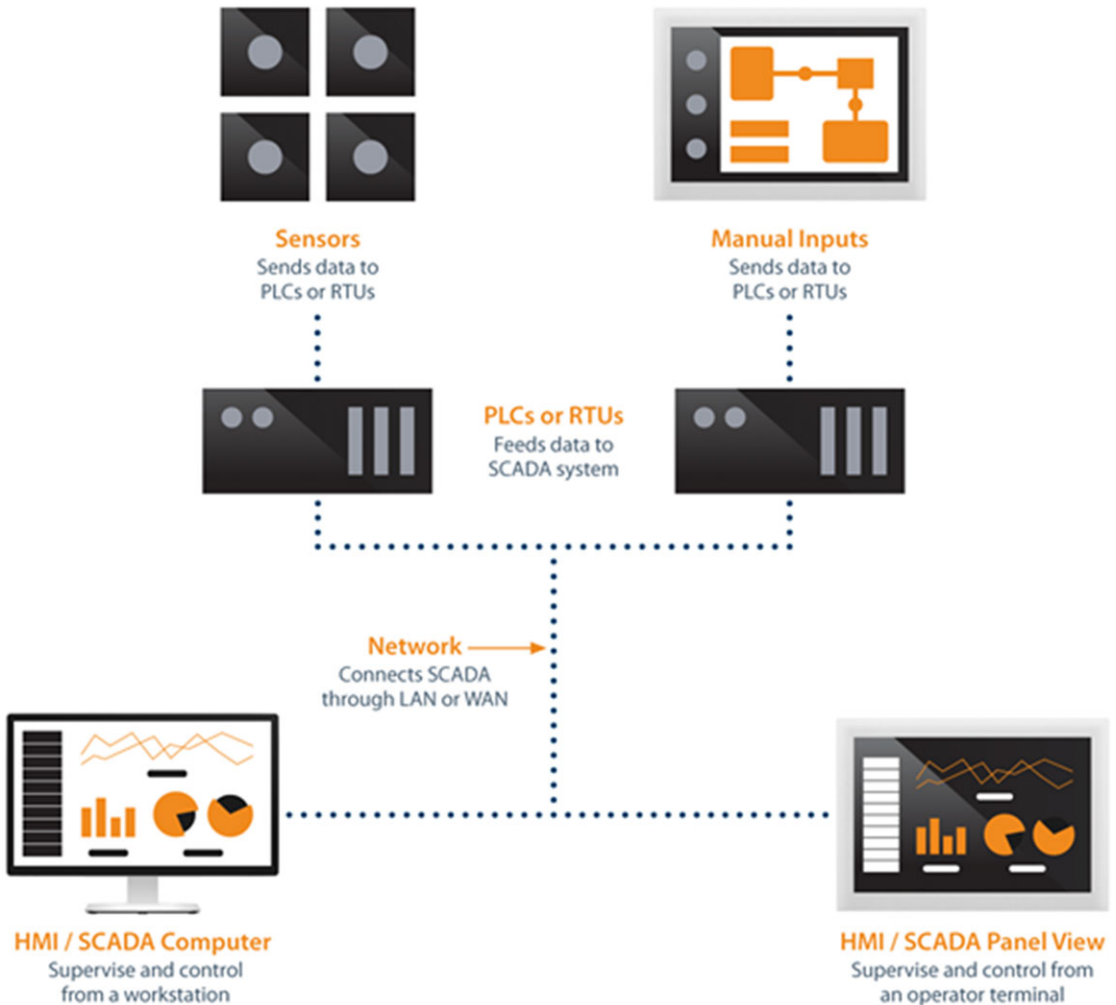 Sensors
Sends data to
PLCs or RTUs
Manual Inputs
Sends data to
PLCs or RTUs
PLCs or RTUs
Feeds data to
SCADA system
Network
Connects SCADA
through LAN or WAN
HMI / SCADA Computer
Supervise and control
from a workstation
HMI / SCADA Panel View
Supervise and control from
an operator terminal